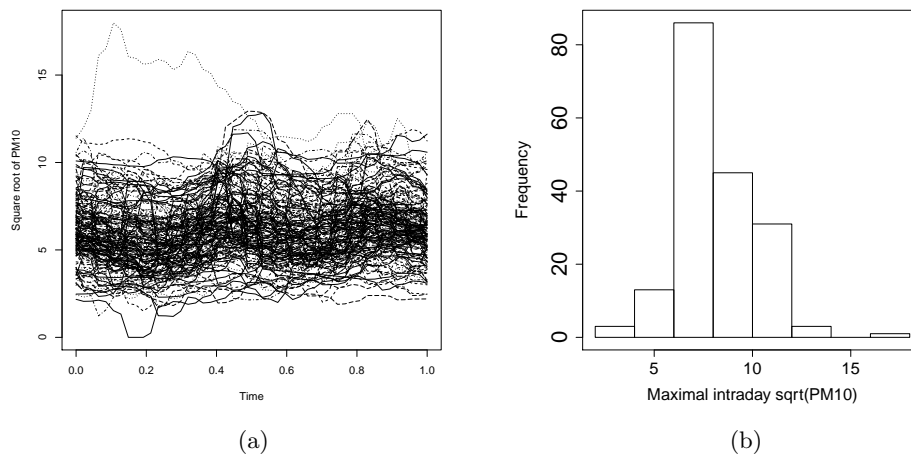 Square root of PM10
15
10
5
0
0.0 0.2 0.4 0.6 0.8 1.0
Time
(a)
Frequency
80
60
40
20
0
5 10 15
Maximal intraday sqrt(PM10)
(b)